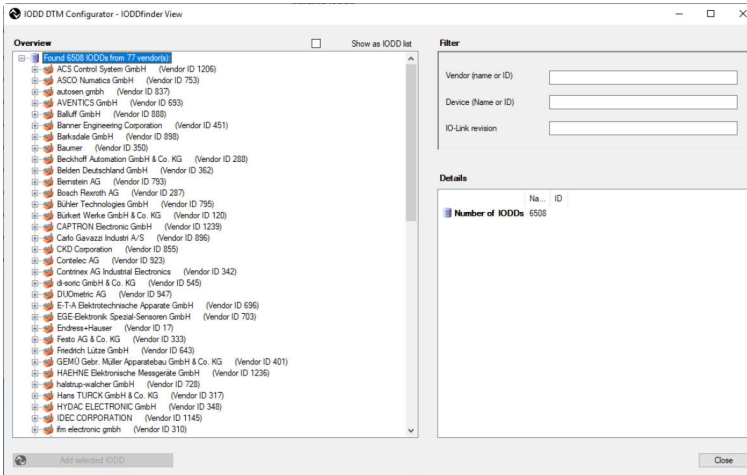 IODD DTM Configurator - IODDfinder View
Overview
Show as IODD list
Found 6508 IODDs from 77 vendor(s):
ACS Control System GmbH (Vendor ID 1206)
ASCO Numatics GmbH (Vendor ID 753)
autosen gmbh (Vendor ID 837)
AVENTICS GmbH (Vendor ID 693)
Balluff GmbH (Vendor ID 888)
Banner Engineering Corporation (Vendor ID 451)
Barksdale GmbH (Vendor ID 898)
Baumer (Vendor ID 350)
Beckhoff Automation GmbH & Co. KG (Vendor ID 288)
Belden Deutschland GmbH (Vendor ID 362)
Bernstein AG (Vendor ID 793)
Bosch Rexroth AG (Vendor ID 287)
Bühler Technologies GmbH (Vendor ID 795)
Bürkert Werke GmbH & Co. KG (Vendor ID 120)
CAPTRON Electronic GmbH (Vendor ID 1239)
Carlo Gavazzi Industri A/S (Vendor ID 896)
CKD Corporation (Vendor ID 855)
Contelec AG (Vendor ID 923)
Contrinex AG Industrial Electronics (Vendor ID 342)
di-soric GmbH & Co. KG (Vendor ID 545)
DUOmetric AG (Vendor ID 947)
E-T-A Elektrotechnische Apparate GmbH (Vendor ID 696)
EGE-Elektronik Spezial-Sensoren GmbH (Vendor ID 703)
Endress+Hauser (Vendor ID 17)
Festo AG & Co. KG (Vendor ID 333)
Friedrich Lütze GmbH (Vendor ID 643)
GEMÜ Gebr. Müller Apparatebau GmbH & Co. KG (Vendor ID 401)
HAEHNE Elektronische Messgeräte GmbH (Vendor ID 1236)
halstrup-walcher GmbH (Vendor ID 728)
Hans TURCK GmbH & Co. KG (Vendor ID 317)
HYDAC ELECTRONIC GmbH (Vendor ID 348)
IDEC CORPORATION (Vendor ID 1145)
ifm electronic gmbh (Vendor ID 310)
Add selected IODD
Filter
Vendor (name or ID)
Device (Name or ID)
IO-Link revision
Details
Na... ID
Number of IODDs 6508
Close